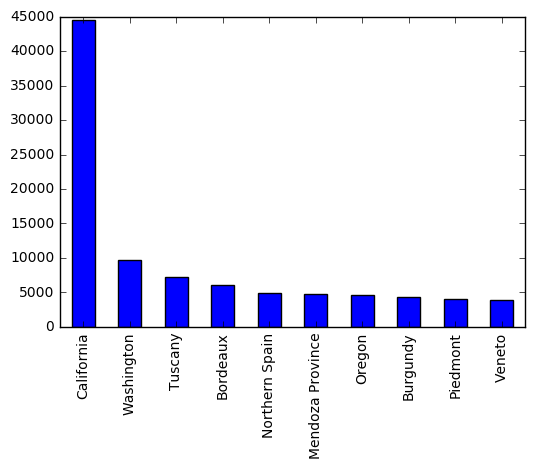 45000
40000
35000
30000
25000
20000
15000
10000
5000
0
California
Washington
Tuscany
Bordeaux
Northern Spain
Mendoza Province
Oregon
Burgundy
Piedmont
Veneto